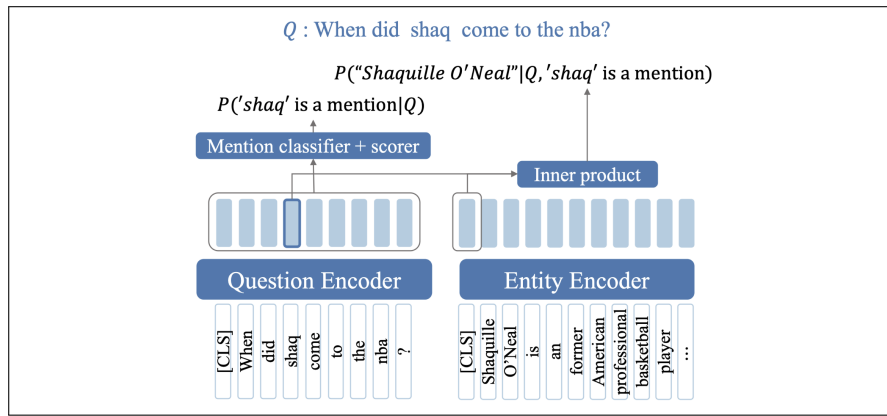 Q : When did shaq come to the nba?
P("Shaquille O'Neal"|Q, 'shaq' is a mention)
P('shaq' is a mention|Q)
Mention classifier + scorer
Inner product
Question Encoder
Entity Encoder
[CLS]
When
did
shaq
come
to
the
nba
?
[CLS]
Shaquille
O'Neal
is
an
former
American
professional
basketball
player
...